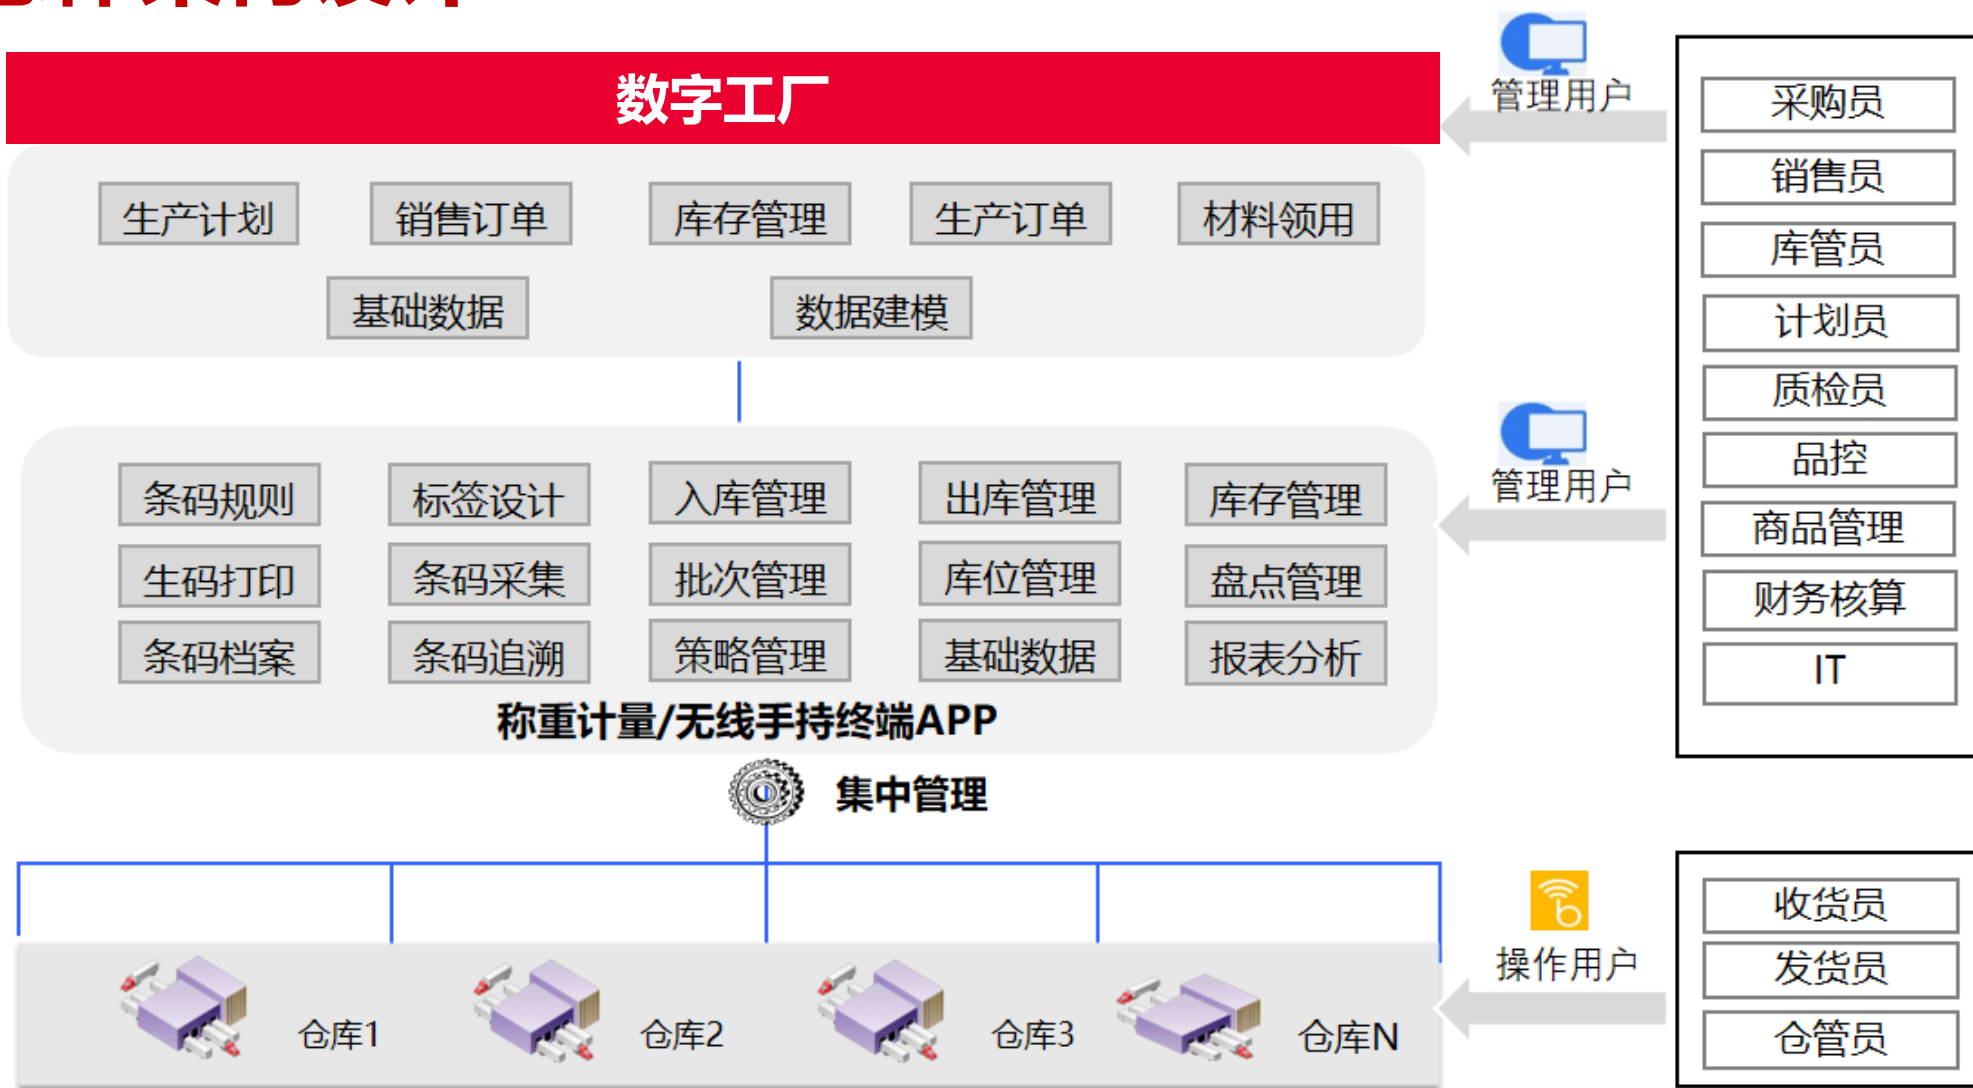 数字工厂
管理用户
生产计划 销售订单 库存管理 生产订单 材料领用
基础数据 数据建模
管理用户
条码规则 标签设计 入库管理 出库管理 库存管理
生码打印 条码采集 批次管理 库位管理 盘点管理
条码档案 条码追溯 策略管理 基础数据 报表分析
称重计量/无线手持终端APP
集中管理
操作用户
仓库1 仓库2 仓库3 仓库N
采购员
销售员
库管员
计划员
质检员
品控
商品管理
财务核算
IT
收货员
发货员
仓管员